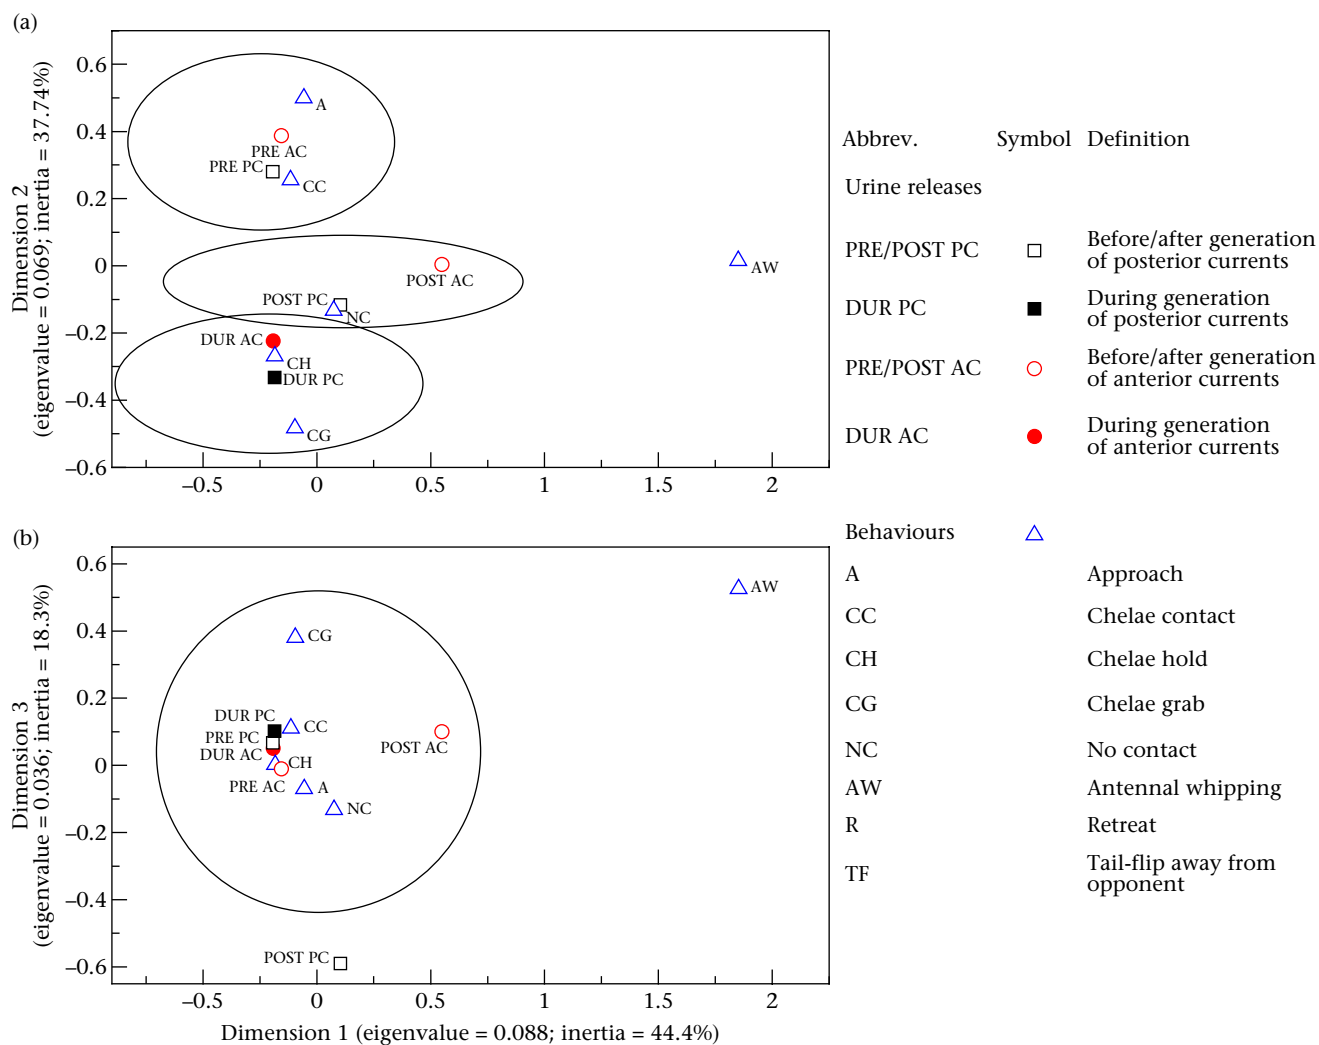 (a)
Dimension 2
(eigenvalue = 0.069; inertia = 37.74%)
0.6
0.4
0.2
0
–0.2
–0.4
–0.6
A
PRE AC
PRE PC
CC
POST AC
AW
POST PC
NC
DUR AC
CH
DUR PC
CG
–0.5 0 0.5 1 1.5 2
(b)
Dimension 3
(eigenvalue = 0.036; inertia = 18.3%)
0.6
0.4
0.2
0
–0.2
–0.4
–0.6
AW
CG
DUR PC
CC
PRE PC
DUR AC
CH
POST AC
PRE AC
A
NC
POST PC
–0.5 0 0.5 1 1.5 2
Dimension 1 (eigenvalue = 0.088; inertia = 44.4%)
Abbrev. Symbol Definition
Urine releases
PRE/POST PC Before/after generation
of posterior currents
DUR PC During generation
of posterior currents
PRE/POST AC Before/after generation
of anterior currents
DUR AC During generation
of anterior currents
Behaviours
A Approach
CC Chelae contact
CH Chelae hold
CG Chelae grab
NC No contact
AW Antennal whipping
R Retreat
TF Tail-flip away from
opponent